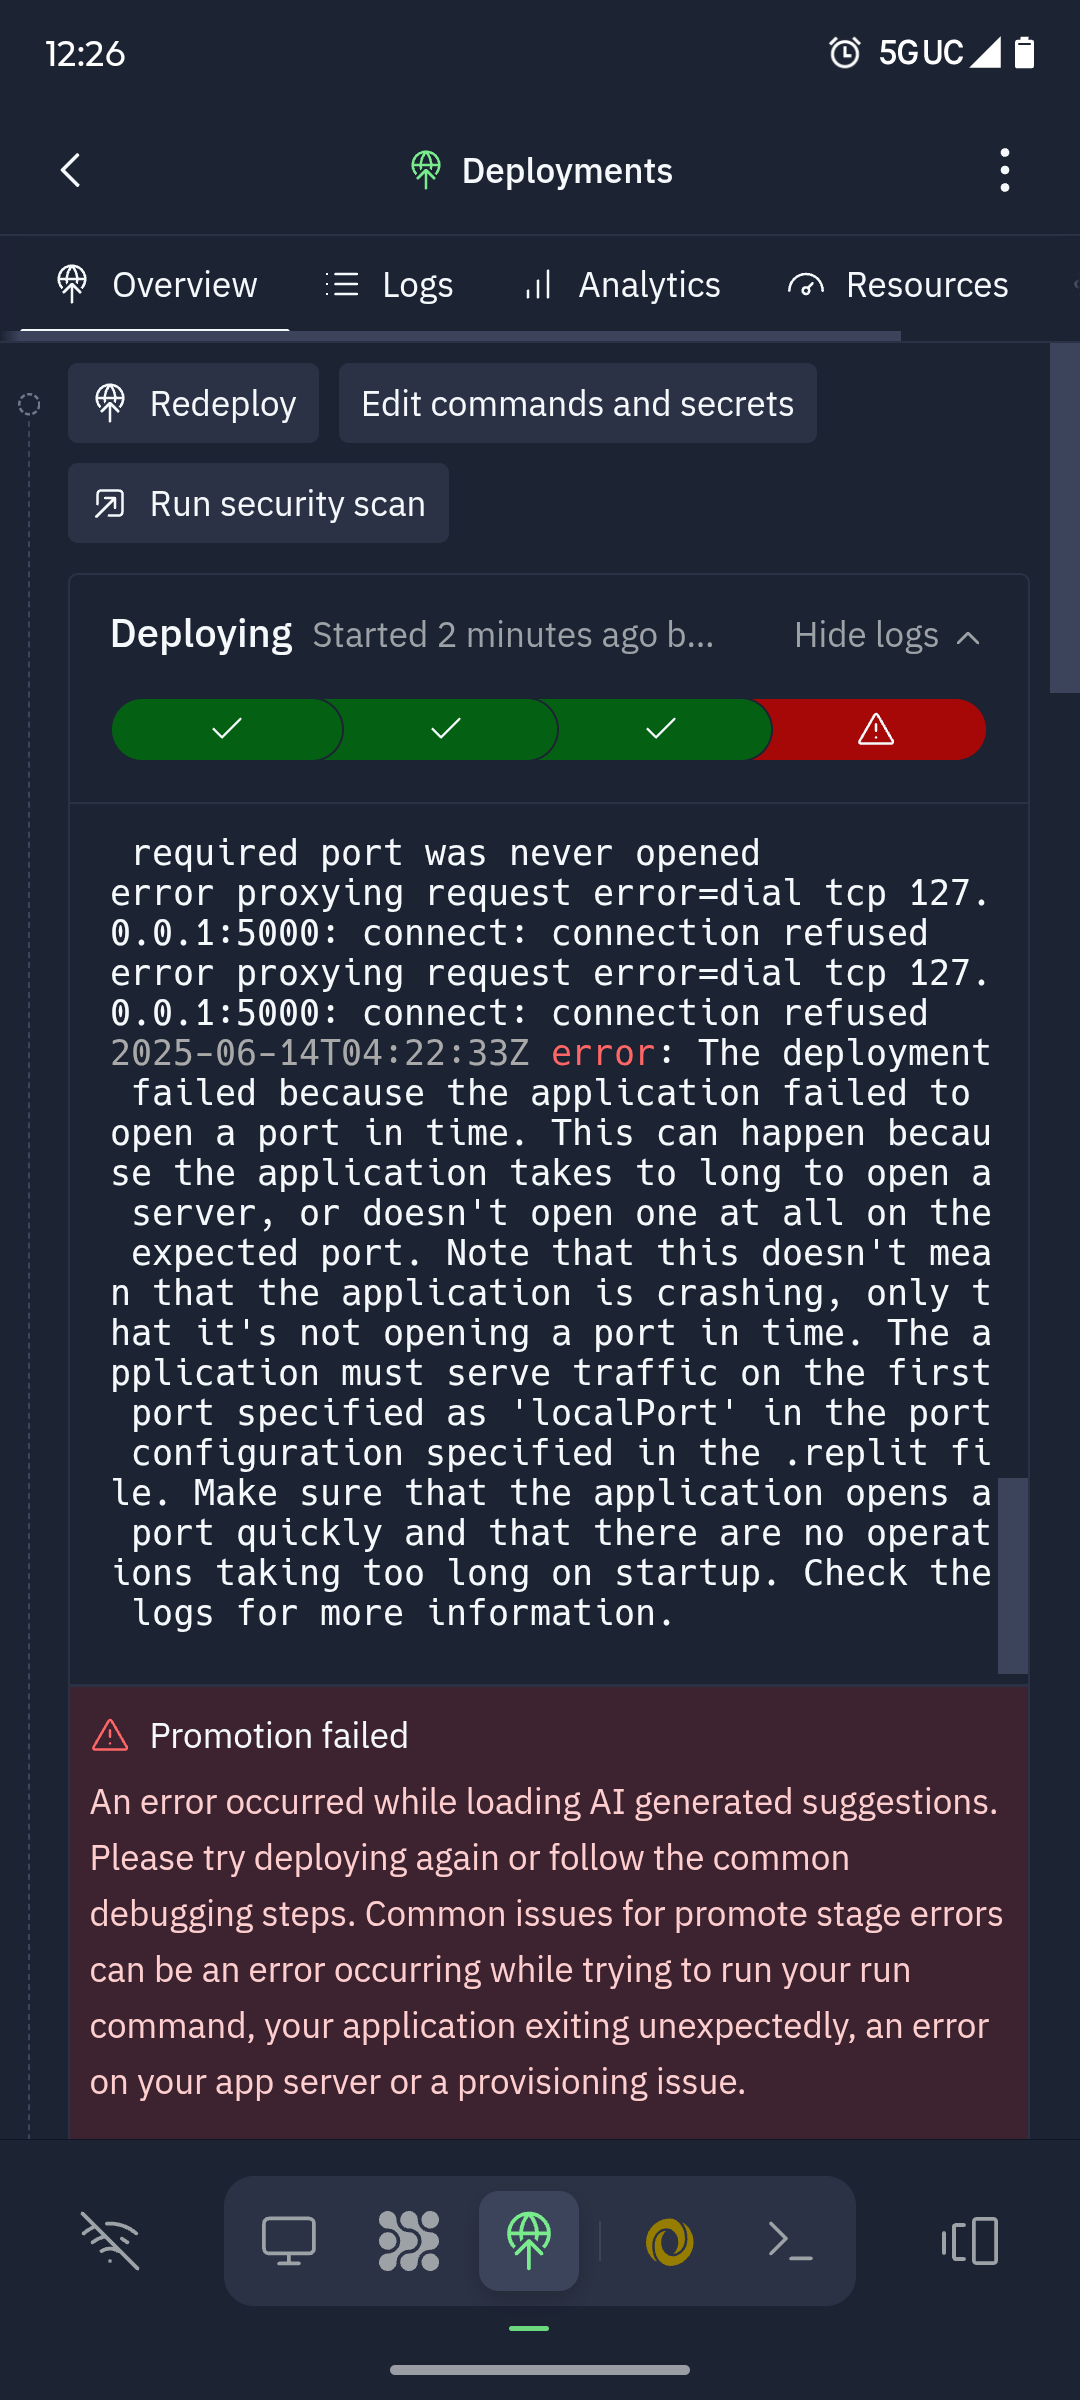 12:26
5G UC
Deployments
Overview
Logs
Analytics
Resources
Redeploy
Edit commands and secrets
Run security scan
Deploying Started 2 minutes ago b... Hide logs
required port was never opened
error proxying request error=dial tcp 127.
0.0.1:5000: connect: connection refused
error proxying request error=dial tcp 127.
0.0.1:5000: connect: connection refused
2025-06-14T04:22:33Z error: The deployment
failed because the application failed to
open a port in time. This can happen becau
se the application takes to long to open a
server, or doesn't open one at all on the
expected port. Note that this doesn't mea
n that the application is crashing, only t
hat it's not opening a port in time. The a
pplication must serve traffic on the first
port specified as 'localPort' in the port
configuration specified in the .replit fi
le. Make sure that the application opens a
port quickly and that there are no operat
ions taking too long on startup. Check the
logs for more information.
Promotion failed
An error occurred while loading AI generated suggestions.
Please try deploying again or follow the common
debugging steps. Common issues for promote stage errors
can be an error occurring while trying to run your run
command, your application exiting unexpectedly, an error
on your app server or a provisioning issue.